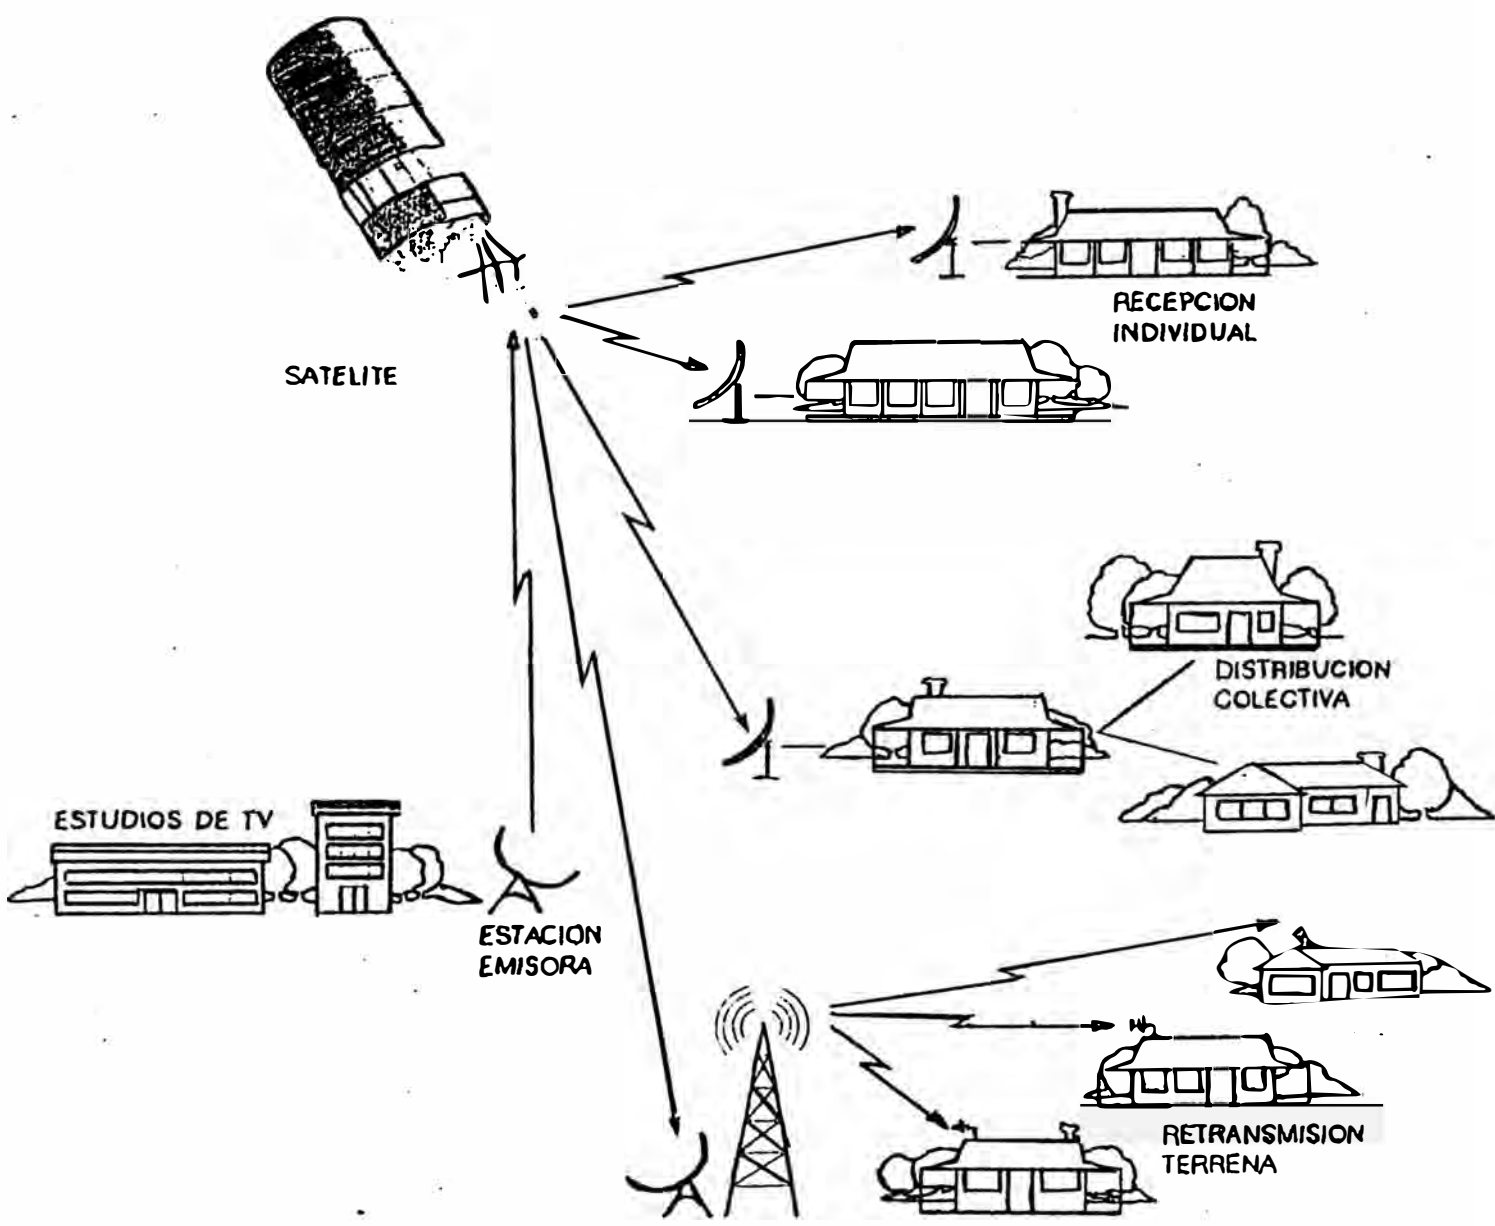 RECEPCION
INDIVIDUAL
SATELITE
DISTRIBUCION
COLECTIVA
ESTUDIOS DE TV
ESTACION
EMISORA
RETRANSMISION
TERRENA